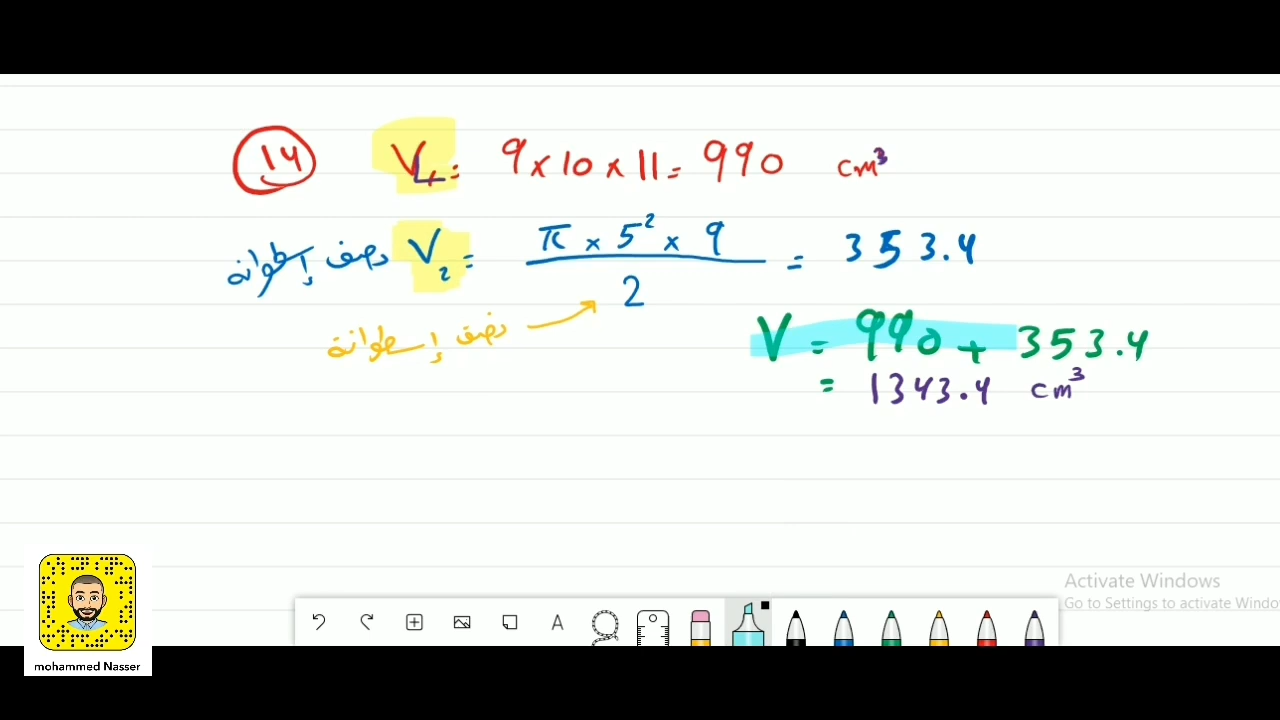 14 V1 = 9 × 10 × 11 = 990 cm³
نصف إسطوانة V₂ = π × 5² × 9 / 2 = 353.4
نصف إسطوانة
V = 990 + 353.4
= 1343.4 cm³
Activate Windows
Go to Settings to activate Windo
A
mohammed Nasser